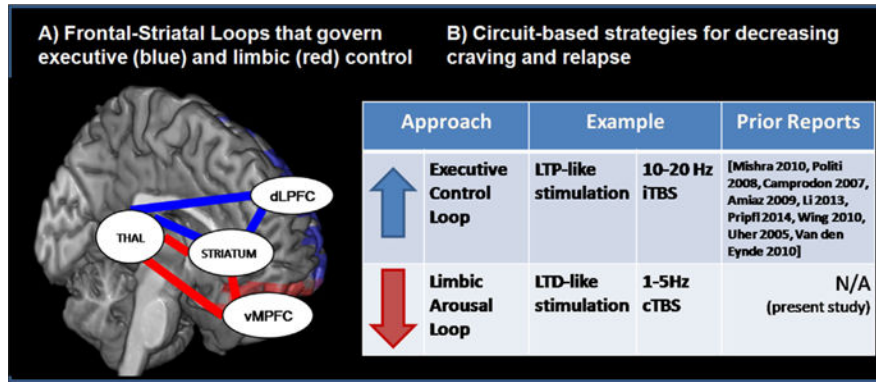 A) Frontal-Striatal Loops that govern
executive (blue) and limbic (red) control
B) Circuit-based strategies for decreasing
craving and relapse
dLPFC
THAL
STRIATUM
vMPFC
Approach Example Prior Reports
Executive
Control
Loop
LTP-like
stimulation
10-20 Hz
iTBS
[Mishra 2010, Politi
2008, Camprodon 2007,
Amiaz 2009, Li 2013,
Pripfl 2014, Wing 2010,
Uher 2005, Van den
Eynde 2010]
Limbic
Arousal
Loop
LTD-like
stimulation
1-5Hz
cTBS
N/A
(present study)